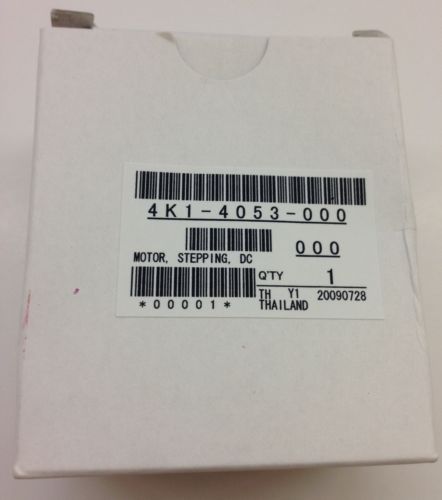 4K1-4053-000
000
MOTOR, STEPPING, DC
Q'TY 1
TH Y1 20090728
*00001* THAILAND